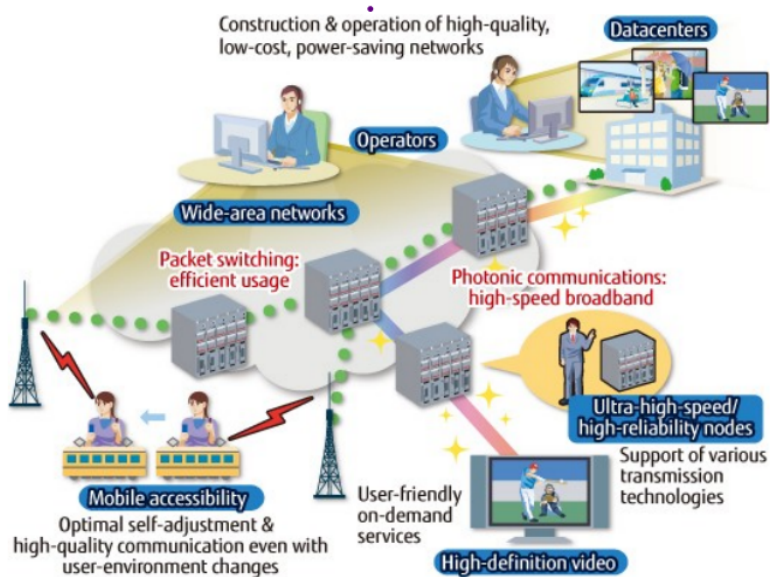 Construction & operation of high-quality,
low-cost, power-saving networks
Datacenters
Operators
Wide-area networks
Packet switching:
efficient usage
Photonic communications:
high-speed broadband
Ultra-high-speed/
high-reliability nodes
Support of various
transmission
technologies
Mobile accessibility
Optimal self-adjustment &
high-quality communication even with
user-environment changes
User-friendly
on-demand
services
High-definition video